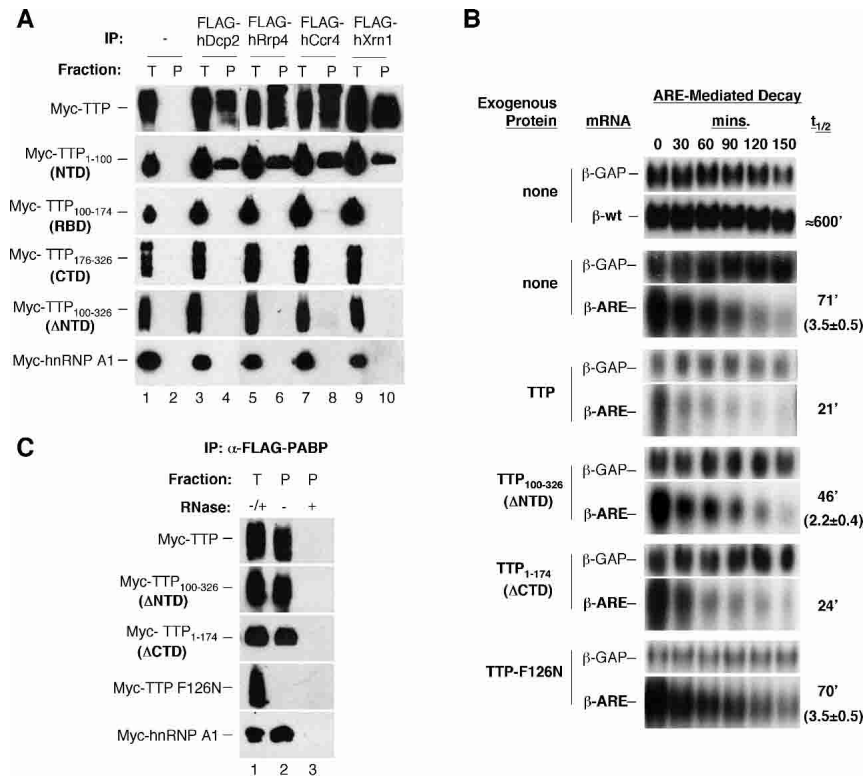 A
IP: - FLAG-hDcp2 FLAG-hRrp4 FLAG-hCcr4 FLAG-hXrn1
Fraction: T P T P T P T P T P
Myc-TTP
Myc-TTP1-100
(NTD)
Myc- TTP100-174
(RBD)
Myc- TTP176-326
(CTD)
Myc-TTP100-326
(ΔNTD)
Myc-hnRNP A1
1 2 3 4 5 6 7 8 9 10
B
ARE-Mediated Decay
Exogenous Protein mRNA mins. t1/2
0 30 60 90 120 150
none
β-GAP
β-wt ≈600'
none
β-GAP
β-ARE 71'
(3.5±0.5)
TTP
β-GAP
β-ARE 21'
TTP100-326
(ΔNTD)
β-GAP
β-ARE 46'
(2.2±0.4)
TTP1-174
(ΔCTD)
β-GAP
β-ARE 24'
TTP-F126N
β-GAP
β-ARE 70'
(3.5±0.5)
C
IP: α-FLAG-PABP
Fraction: T P P
RNase: -/+ - +
Myc-TTP
Myc-TTP100-326
(ΔNTD)
Myc- TTP1-174
(ΔCTD)
Myc-TTP F126N
Myc-hnRNP A1
1 2 3